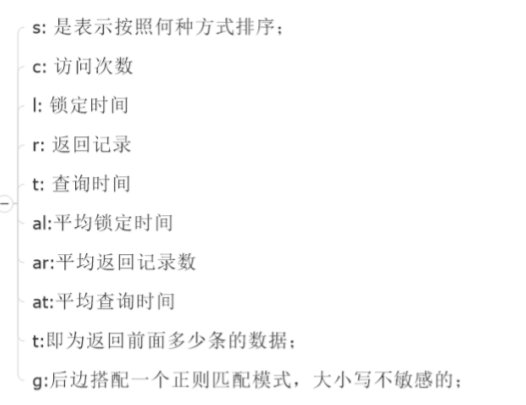 s: 是表示按照何种方式排序；
c: 访问次数
l: 锁定时间
r: 返回记录
t: 查询时间
al:平均锁定时间
ar:平均返回记录数
at:平均查询时间
t:即为返回前面多少条的数据；
g:后边搭配一个正则匹配模式，大小写不敏感的；